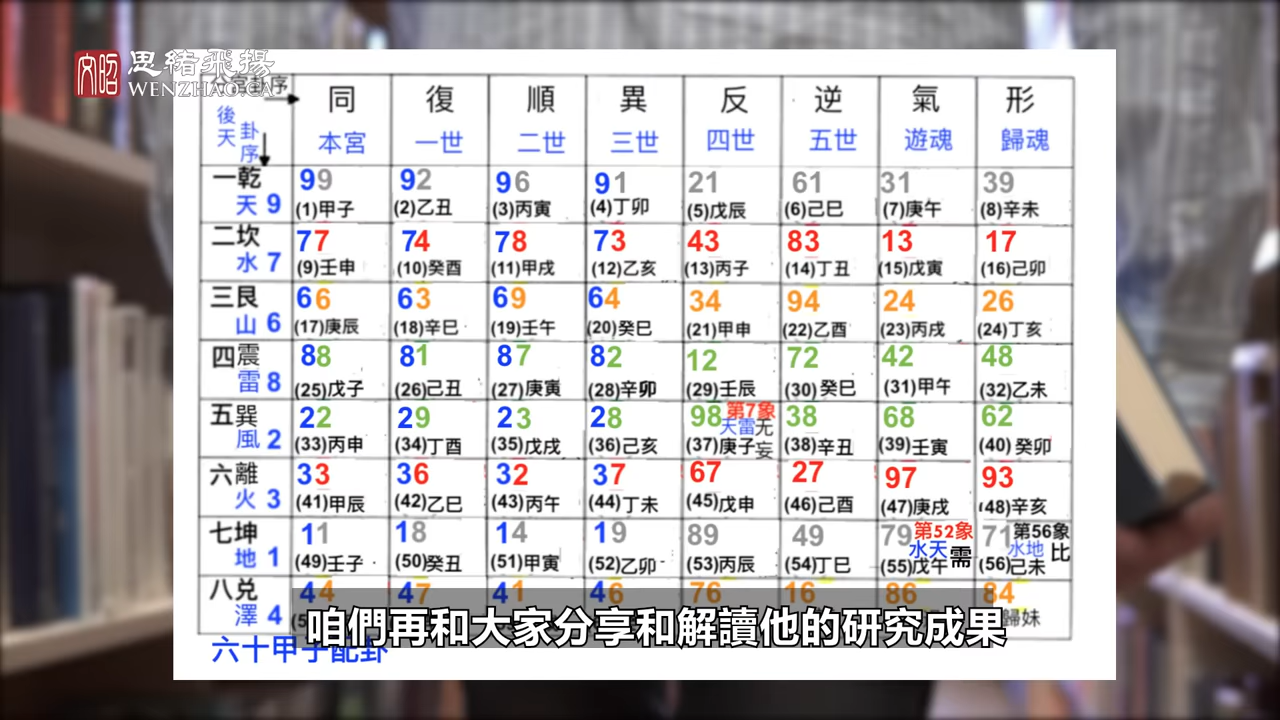 文昭
思緒飛揚
WENZHAO.CA
分宮卦序
後天卦序
同 復 順 異 反 逆 氣 形
本宮 一世 二世 三世 四世 五世 遊魂 歸魂
一乾 99 92 96 91 21 61 31 39
天 9 (1)甲子 (2)乙丑 (3)丙寅 (4)丁卯 (5)戊辰 (6)己巳 (7)庚午 (8)辛未
二坎 77 74 78 73 43 83 13 17
水 7 (9)壬申 (10)癸酉 (11)甲戌 (12)乙亥 (13)丙子 (14)丁丑 (15)戊寅 (16)己卯
三艮 66 63 69 64 34 94 24 26
山 6 (17)庚辰 (18)辛巳 (19)壬午 (20)癸巳 (21)甲申 (22)乙酉 (23)丙戌 (24)丁亥
四震 88 81 87 82 12 72 42 48
雷 8 (25)戊子 (26)己丑 (27)庚寅 (28)辛卯 (29)壬辰 (30)癸巳 (31)甲午 (32)乙未
五巽 22 29 23 28 98 第7象 天雷无妄 38 68 62
風 2 (33)丙申 (34)丁酉 (35)戊戌 (36)己亥 (37)庚子 (38)辛丑 (39)壬寅 (40)癸卯
六離 33 36 32 37 67 27 97 93
火 3 (41)甲辰 (42)乙巳 (43)丙午 (44)丁未 (45)戊申 (46)己酉 (47)庚戌 (48)辛亥
七坤 11 18 14 19 89 49 79 第52象 水天需 71 第56象 水地比
地 1 (49)壬子 (50)癸丑 (51)甲寅 (52)乙卯 (53)丙辰 (54)丁巳 (55)戊午 (56)己未
八兑 44 47 41 46 76 16 86 84
澤 4 歸妹
咱們再和大家分享和解讀他的研究成果
六十甲子配卦